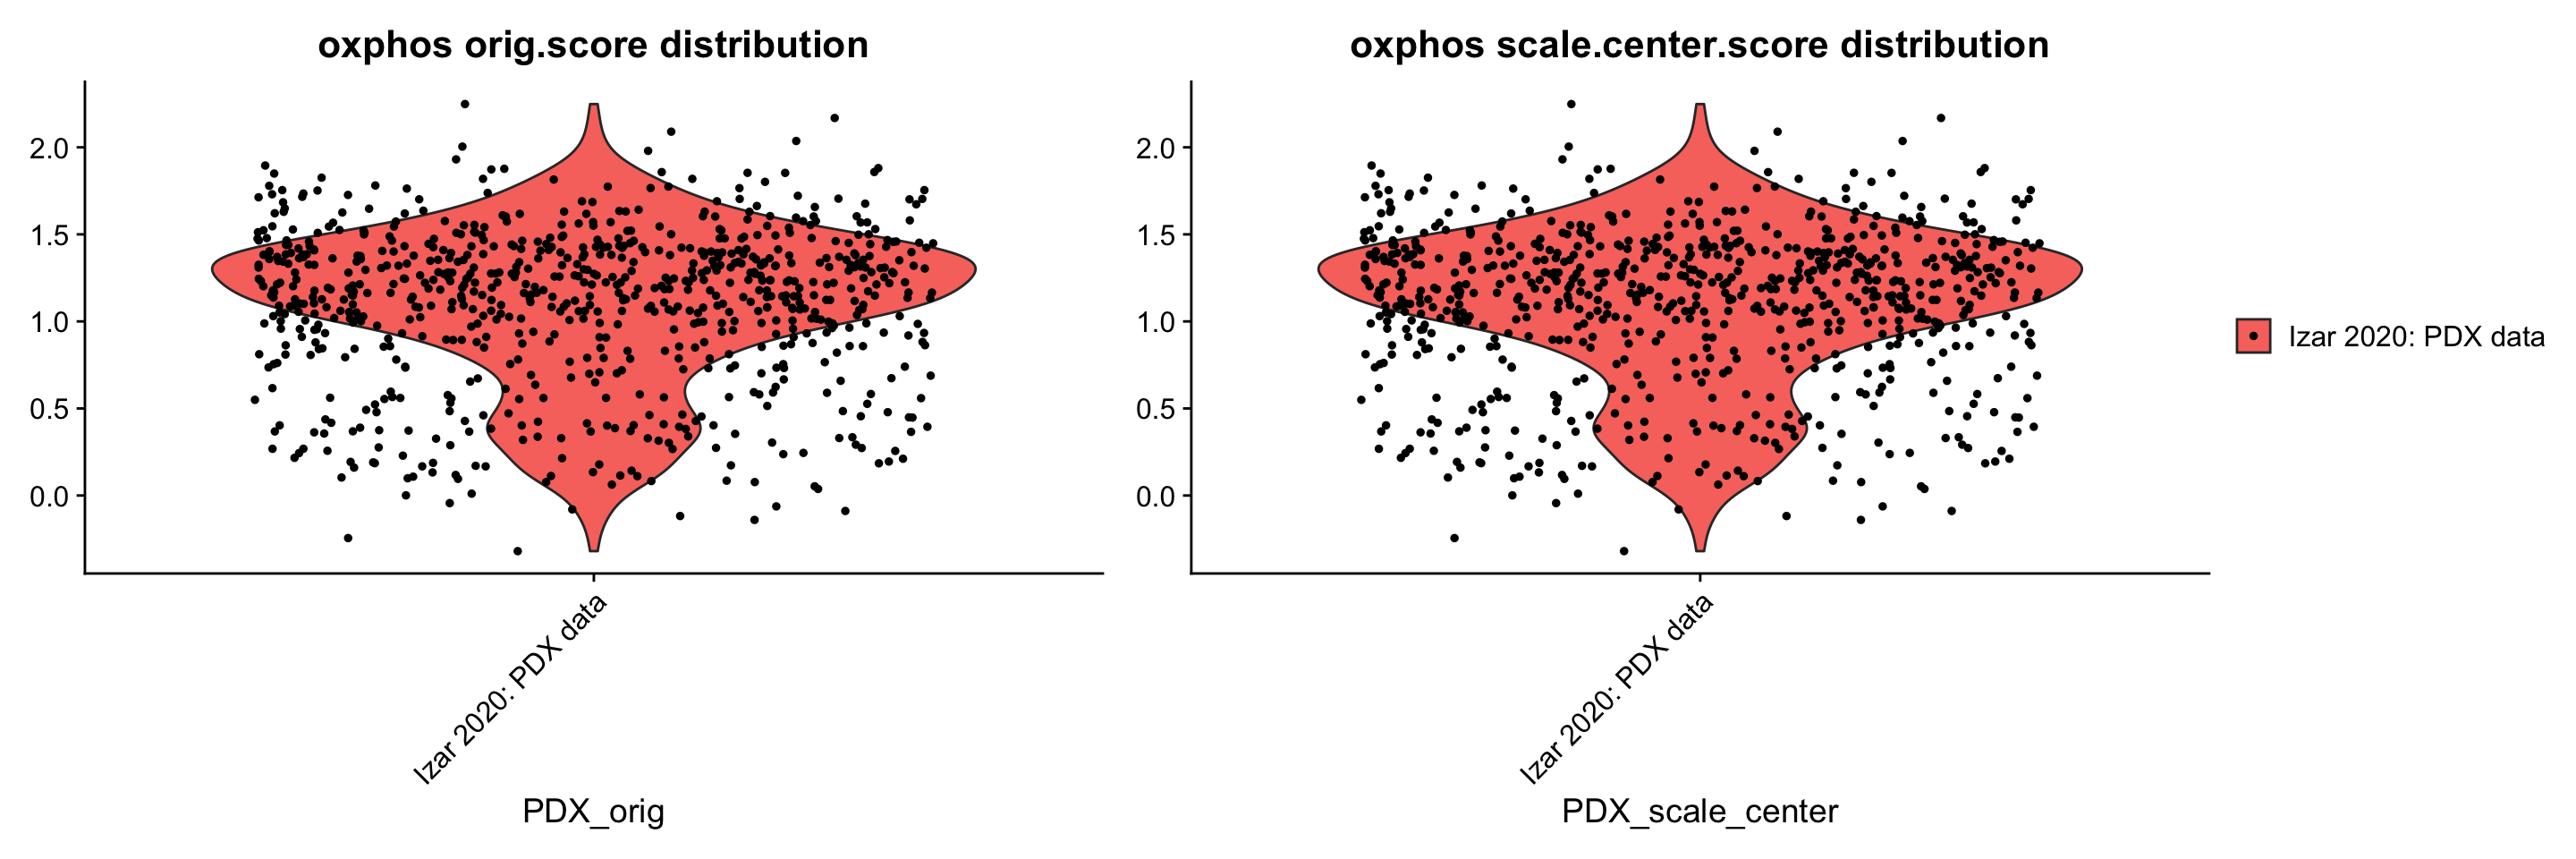 oxphos orig.score distribution
2.0
1.5
1.0
0.5
0.0
Izar 2020: PDX data
PDX_orig
oxphos scale.center.score distribution
2.0
1.5
1.0
0.5
0.0
Izar 2020: PDX data
PDX_scale_center
Izar 2020: PDX data